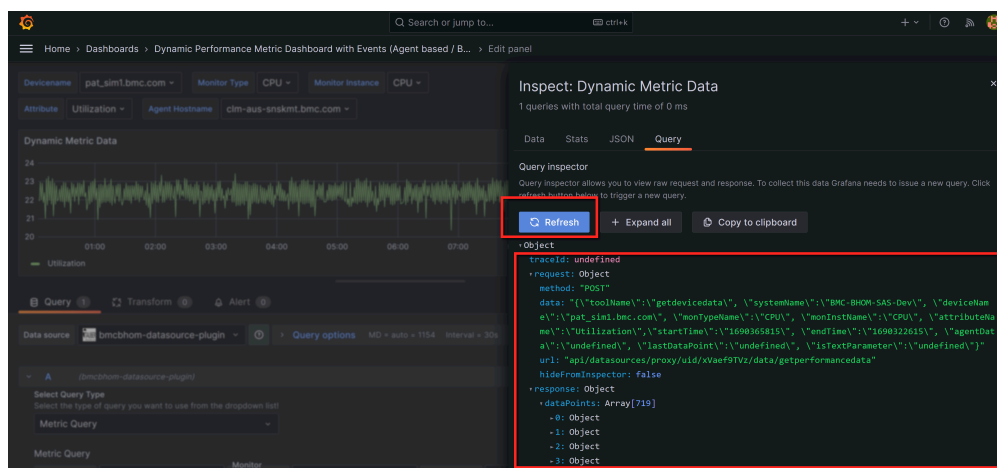 Search or jump to...
ctrl+k
Home › Dashboards › Dynamic Performance Metric Dashboard with Events (Agent based / B... › Edit panel
Devicename pat_sim1.bmc.com Monitor Type CPU Monitor Instance CPU
Attribute Utilization Agent Hostname clm-aus-snskmt.bmc.com
Dynamic Metric Data
24
23
22
21
20
01:00 02:00 03:00 04:00 05:00 06:00 07:00
Utilization
Query 1 Transform 0 Alert 0
Data source bmcbhom-datasource-plugin Query options MD = auto = 1154 Interval = 30s
A (bmcbhom-datasource-plugin)
Select Query Type
Select the type of query you want to use from the dropdown list!
Metric Query
Metric Query
Monitor
Inspect: Dynamic Metric Data
1 queries with total query time of 0 ms
Data Stats JSON Query
Query inspector
Query inspector allows you to view raw request and response. To collect this data Grafana needs to issue a new query. Click
refresh button below to trigger a new query.
Refresh + Expand all Copy to clipboard
Object
traceId: undefined
request: Object
method: "POST"
data: "{\"toolName\":\"getdevicedata\", \"systemName\":\"BMC-BHOM-SAS-Dev\", \"deviceNam
e\":\"pat_sim1.bmc.com\", \"monTypeName\":\"CPU\", \"monInstName\":\"CPU\", \"attributeNa
me\":\"Utilization\",\"startTime\":\"1690365815\", \"endTime\":\"1690322615\", \"agentDat
a\":\"undefined\", \"lastDataPoint\":\"undefined\", \"isTextParameter\":\"undefined\"}"
url: "api/datasources/proxy/uid/xVaef9TVz/data/getperformancedata"
hideFromInspector: false
response: Object
dataPoints: Array[719]
0: Object
1: Object
2: Object
3: Object